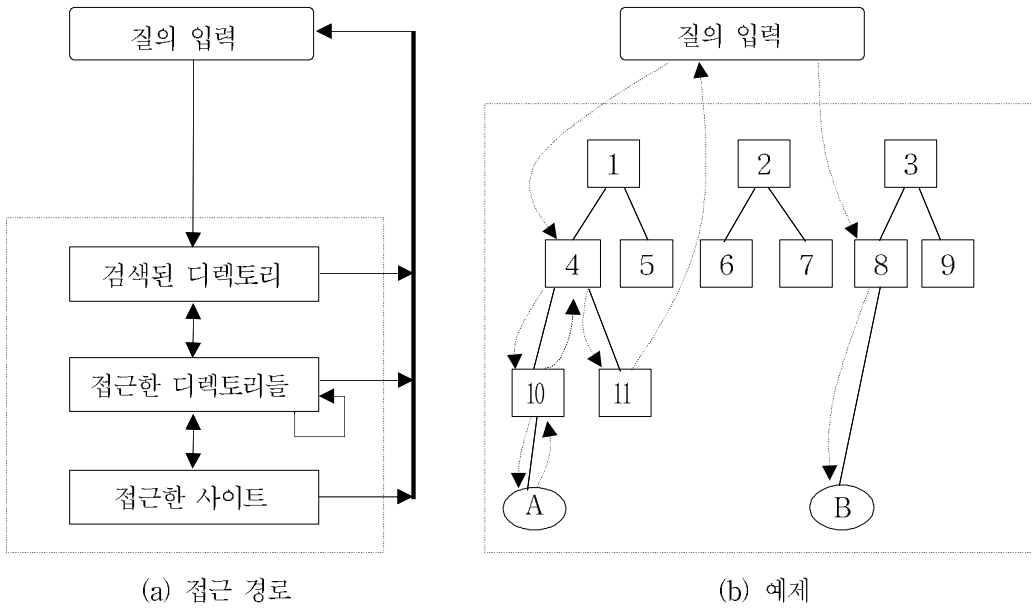 질의 입력
검색된 디렉토리
접근한 디렉토리들
접근한 사이트
(a) 접근 경로
질의 입력
1
2
3
4
5
6
7
8
9
10
11
A
B
(b) 예제